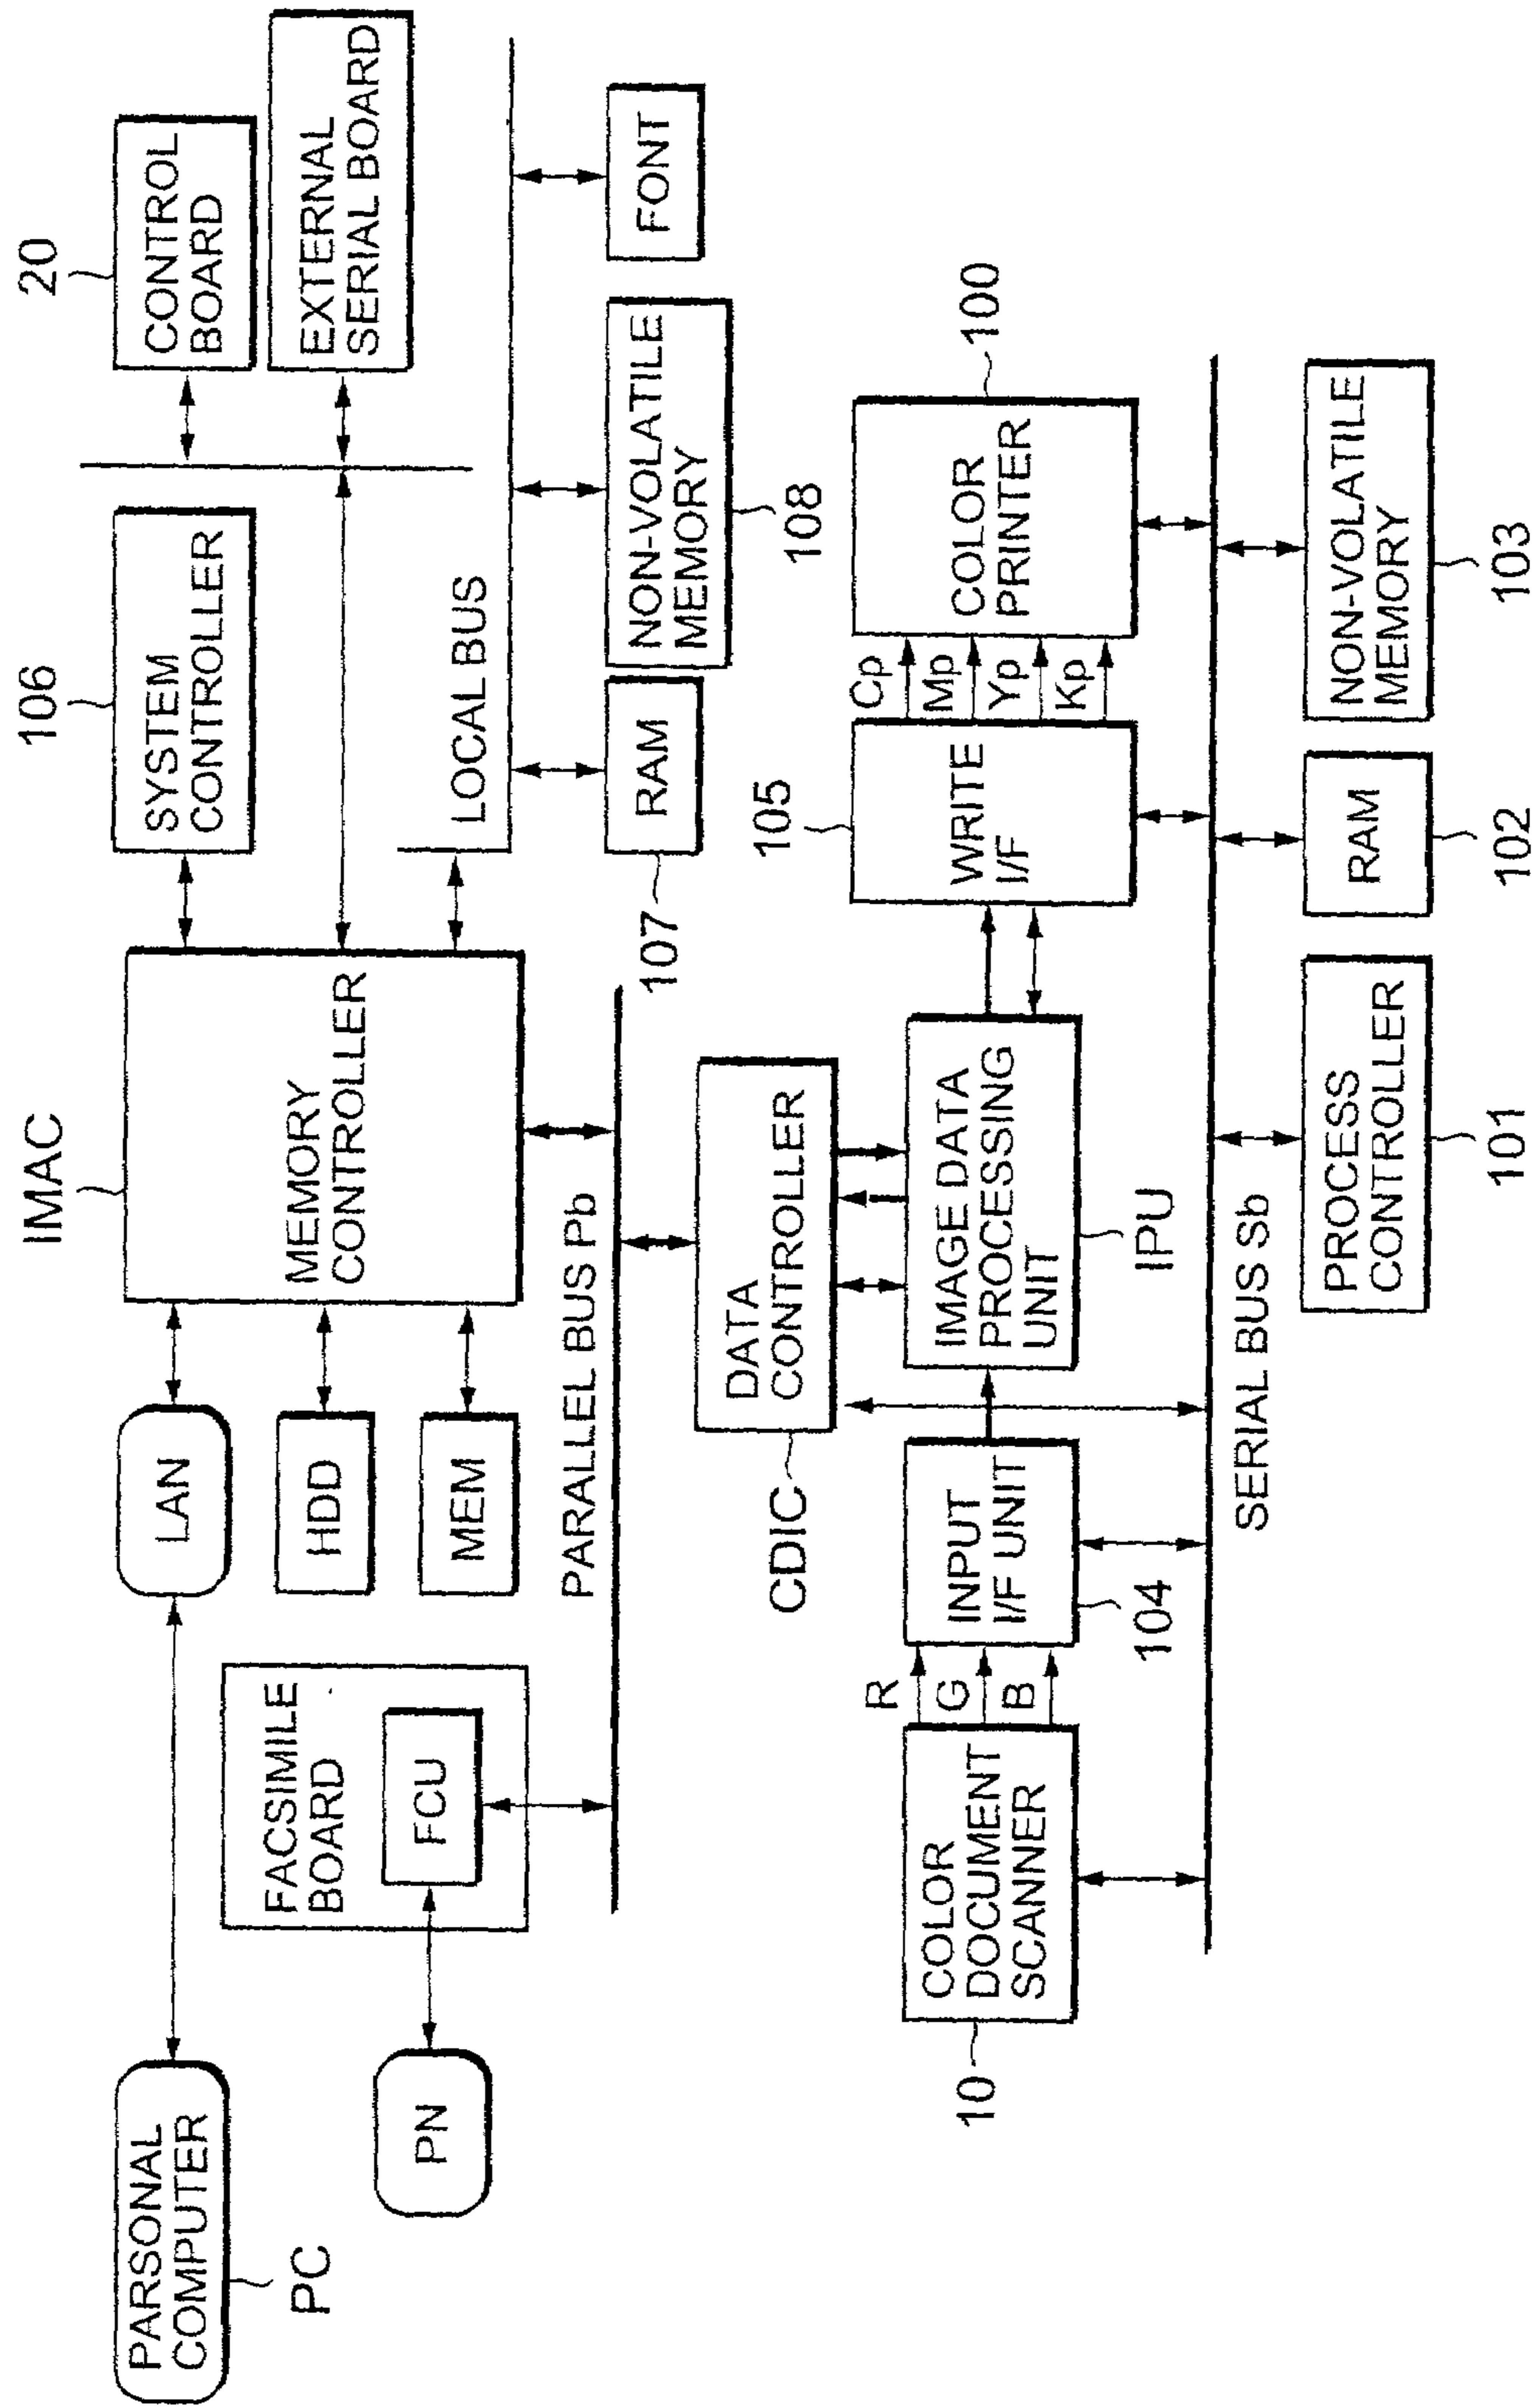 PARSONAL
COMPUTER
PC
PN
FACSIMILE
BOARD
FCU
LAN
HDD
MEM
IMAC
MEMORY
CONTROLLER
106
SYSTEM
CONTROLLER
20
CONTROL
BOARD
EXTERNAL
SERIAL BOARD
LOCAL BUS
107
RAM
NON-VOLATILE
MEMORY
108
FONT
PARALLEL BUS Pb
CDIC
DATA
CONTROLLER
10
COLOR
DOCUMENT
SCANNER
R
G
B
INPUT
I/F UNIT
104
IMAGE DATA
PROCESSING
UNIT
IPU
105
WRITE
I/F
Cp
Mp
Yp
Kp
COLOR
PRINTER
100
SERIAL BUS Sb
PROCESS
CONTROLLER
101
RAM
102
NON-VOLATILE
MEMORY
103